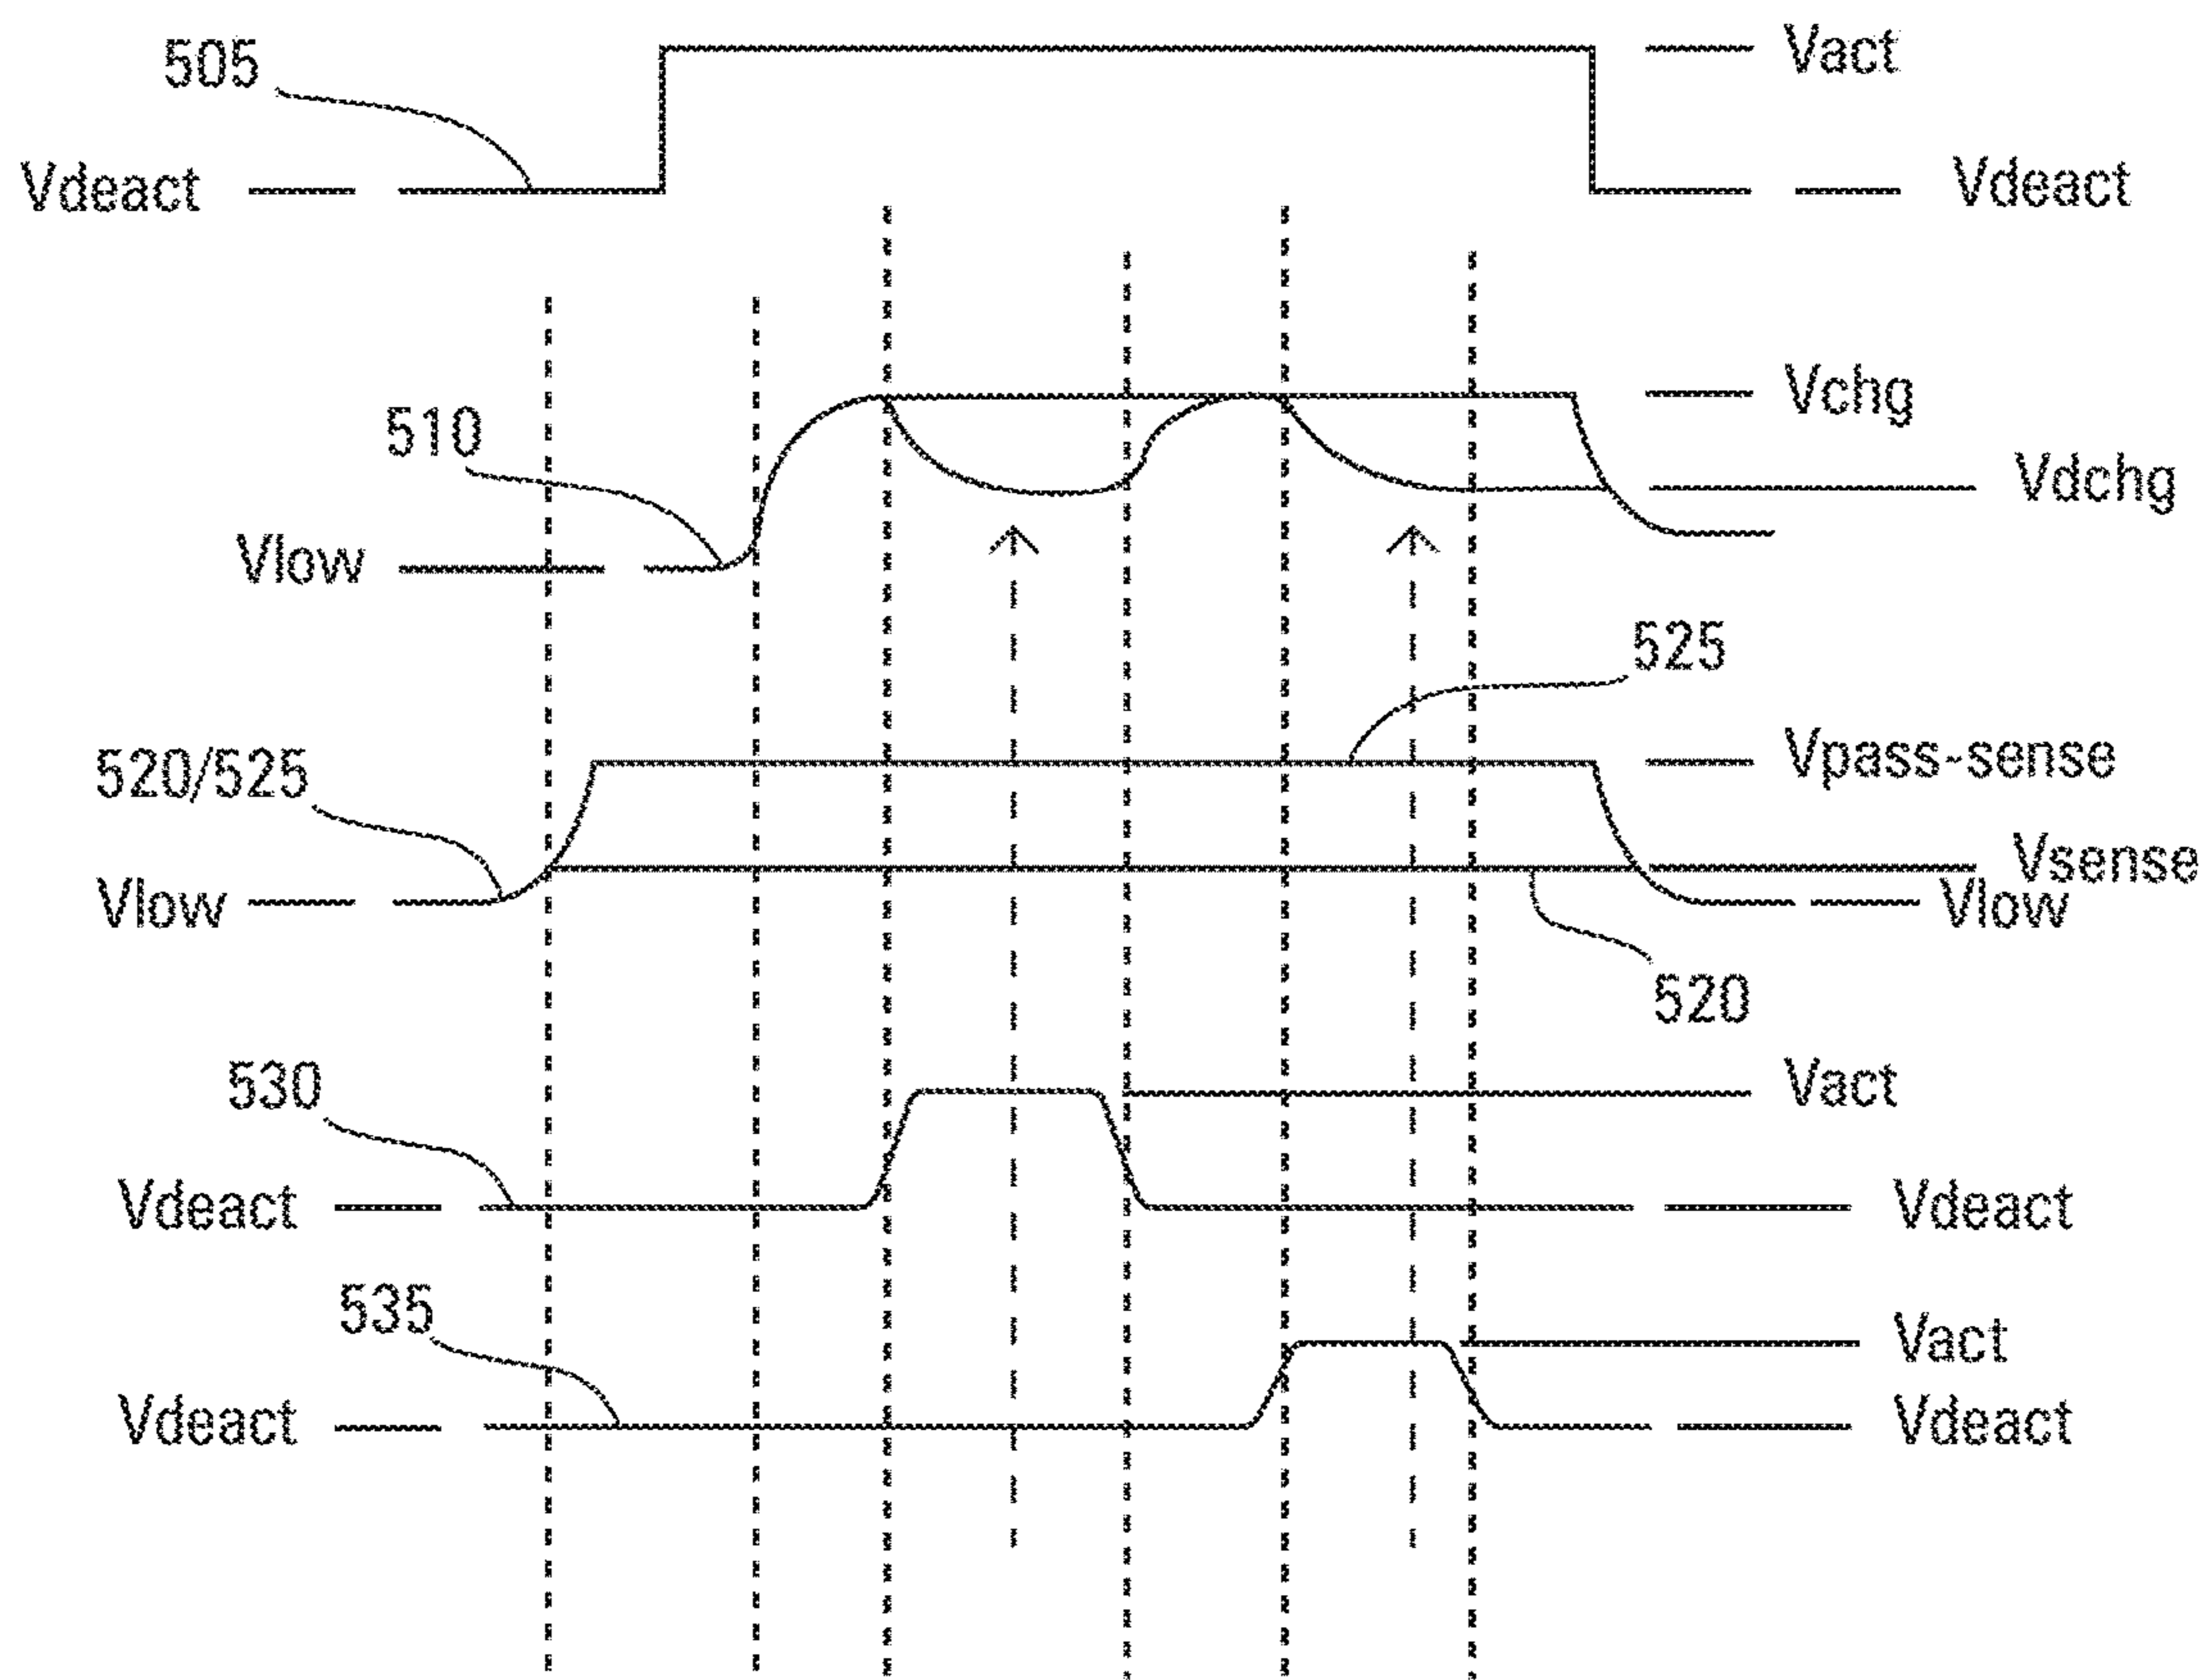 505
Vact
Vdeact
Vdeact
Vchg
510
Vdchg
Vlow
525
520/525
Vpass-sense
Vsense
Vlow
Vlow
520
530
Vact
Vdeact
Vdeact
535
Vact
Vdeact
Vdeact